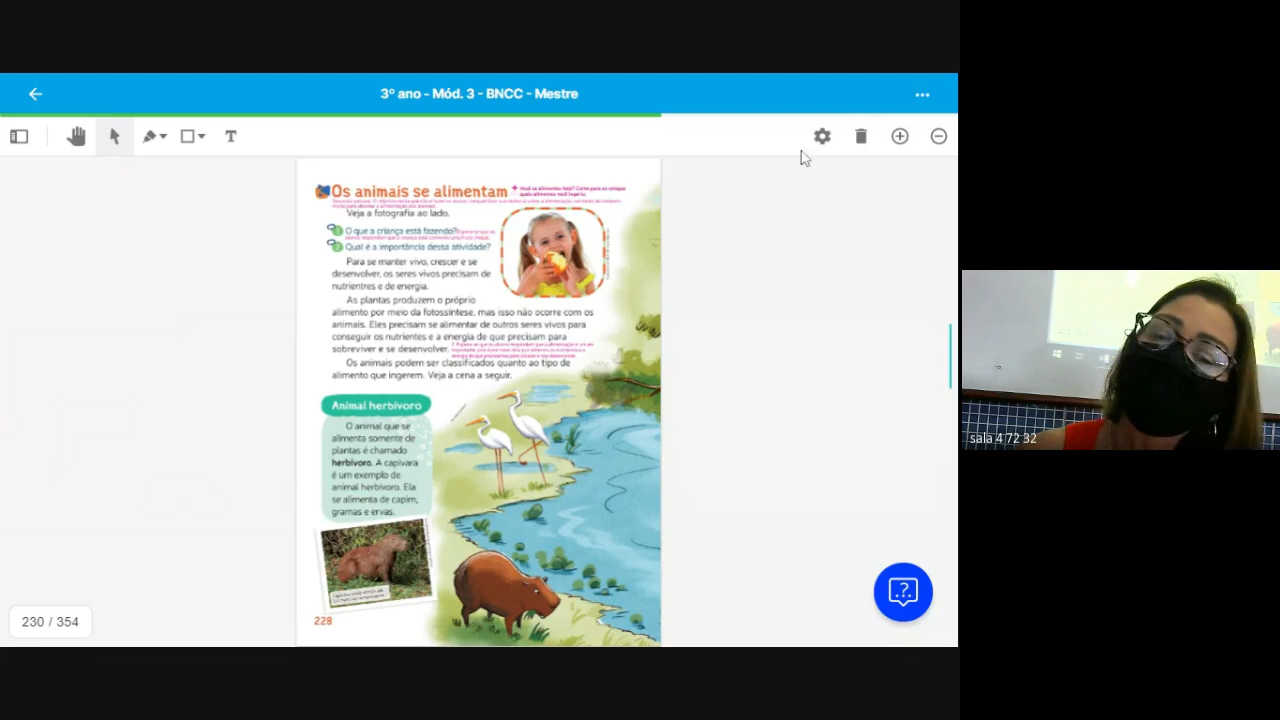 3º ano - Mód. 3 - BNCC - Mestre
T
Os animais se alimentam
Veja a fotografia ao lado.
1 O que a criança está fazendo?
2 Qual é a importância dessa atividade?
Para se manter vivo, crescer e se
desenvolver, os seres vivos precisam de
nutrientres e de energia.
As plantas produzem o próprio
alimento por meio da fotossíntese, mas isso não ocorre com os
animais. Eles precisam se alimentar de outros seres vivos para
conseguir os nutrientes e a energia de que precisam para
sobreviver e se desenvolver.
Os animais podem ser classificados quanto ao tipo de
alimento que ingerem. Veja a cena a seguir.
Animal herbívoro
O animal que se
alimenta somente de
plantas é chamado
herbívoro. A capivara
é um exemplo de
animal herbívoro. Ela
se alimenta de capim,
gramas e ervas.
228
230 / 354
sala 4 72 32